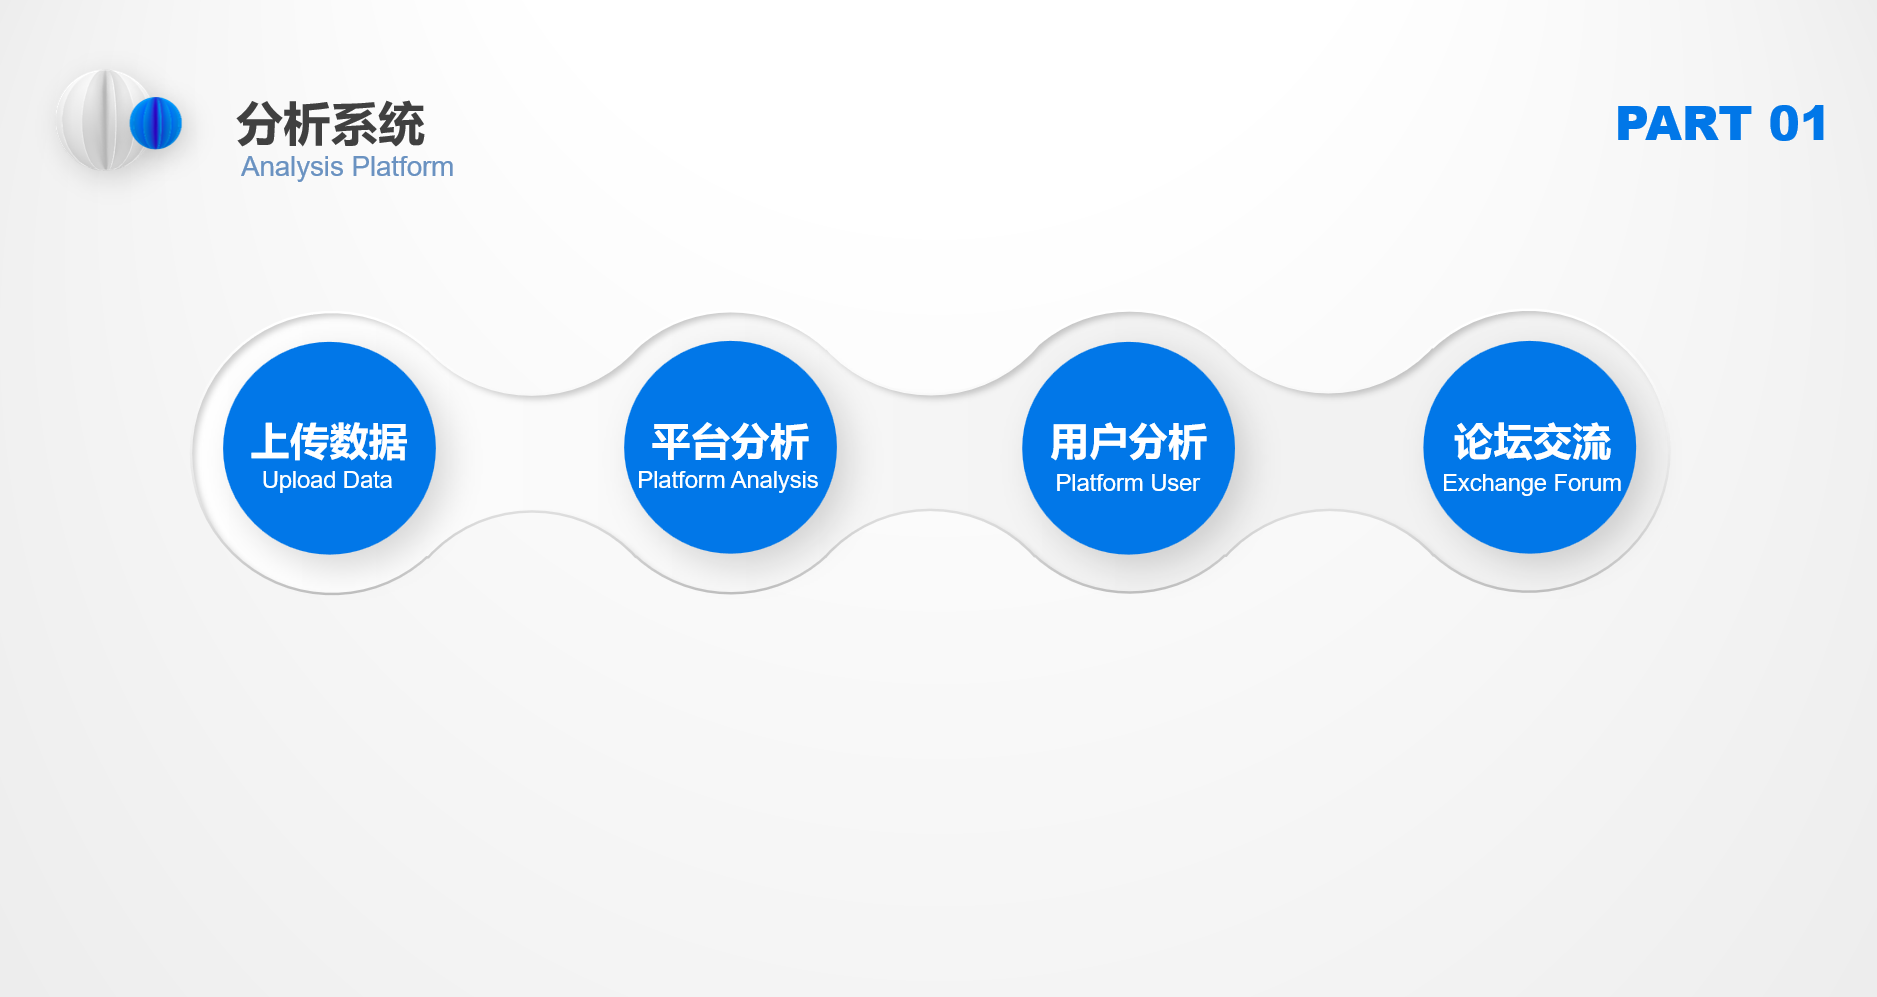 分析系统
Analysis Platform
PART 01
上传数据
Upload Data
平台分析
Platform Analysis
用户分析
Platform User
论坛交流
Exchange Forum